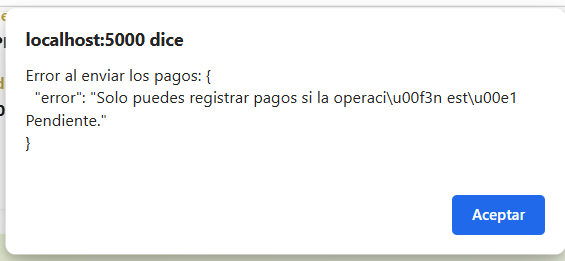 localhost:5000 dice
Error al enviar los pagos: {
"error": "Solo puedes registrar pagos si la operaci\u00f3n est\u00e1
Pendiente."
}
Aceptar